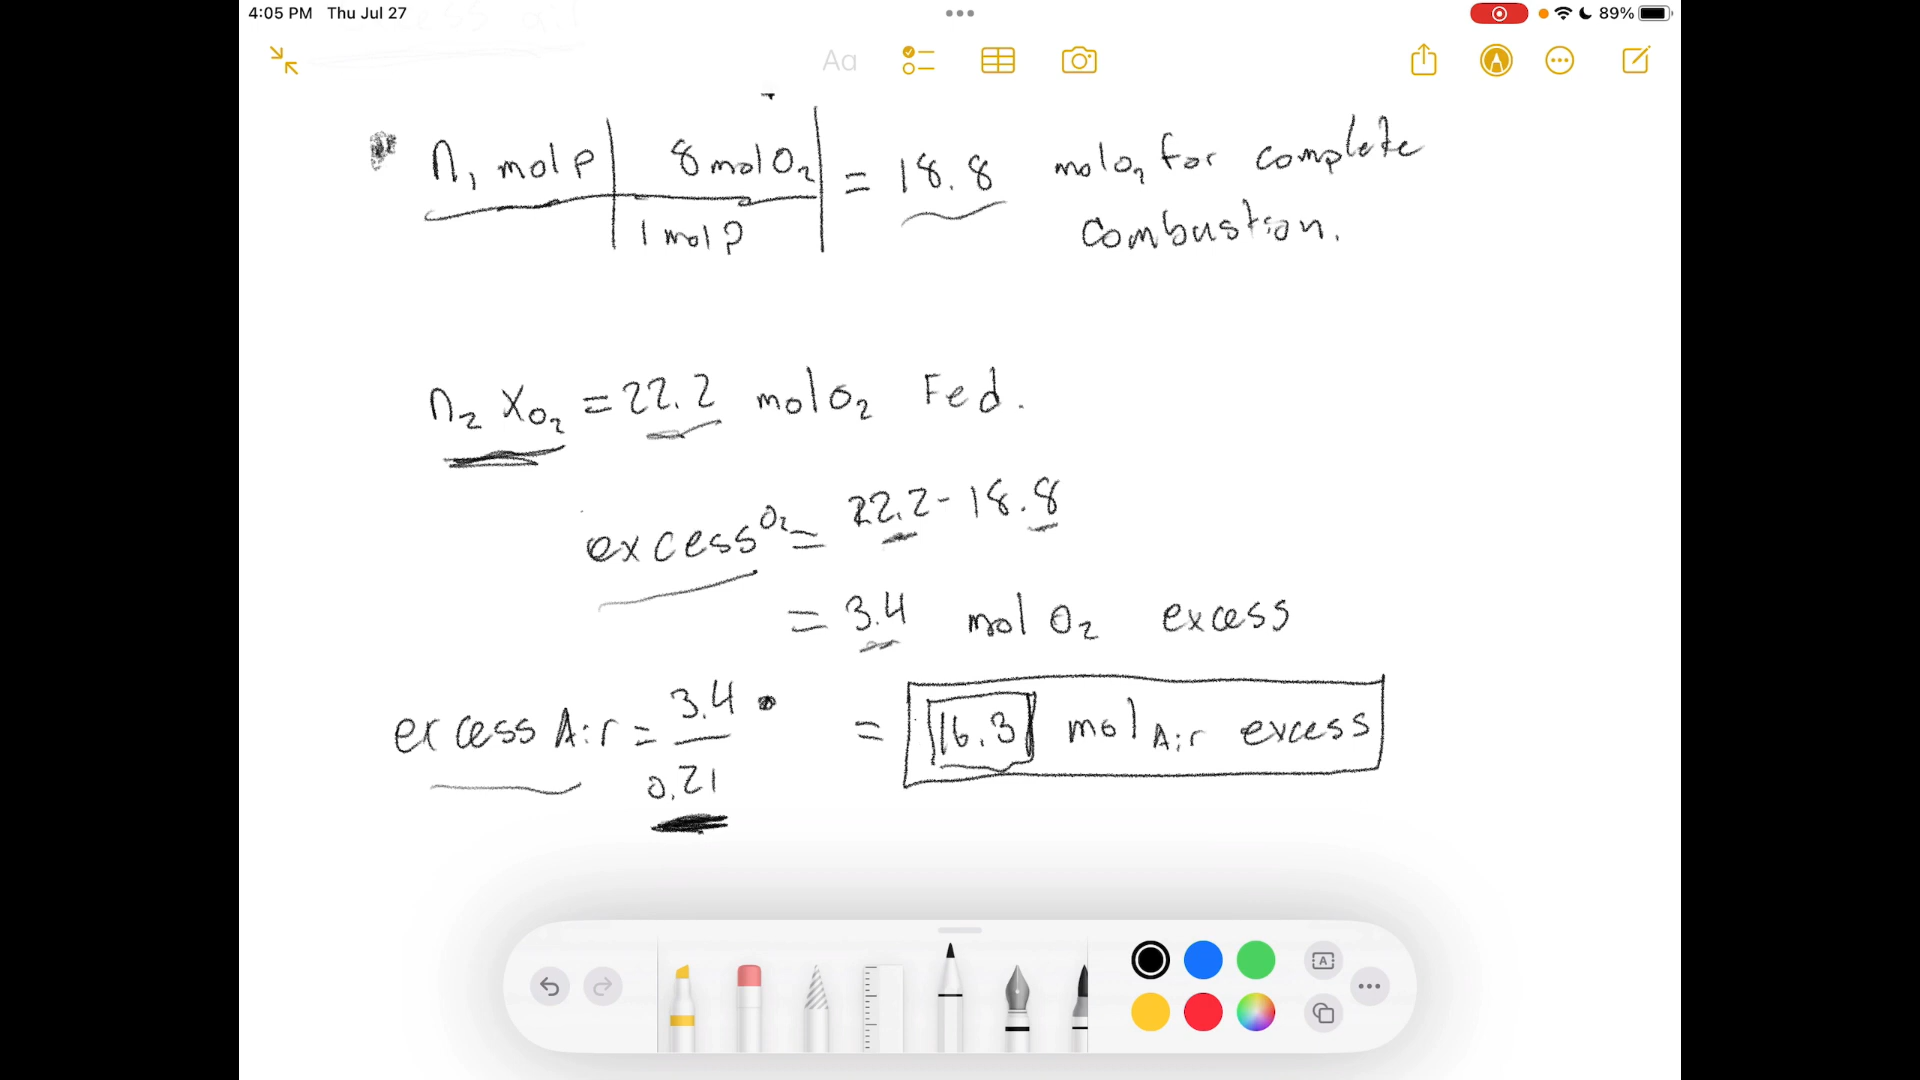 4:05 PM Thu Jul 27
89%
Aa
n₁ mol P | 8 mol O₂ | = 18.8 mol O₂ for complete
1 mol P
combustion.
n₂ XO₂ = 22.2 mol O₂ Fed.
excess O₂ = 22.2 - 18.8
= 3.4 mol O₂ excess
excess Air = 3.4 = 16.3 mol Air excess
0.21
A